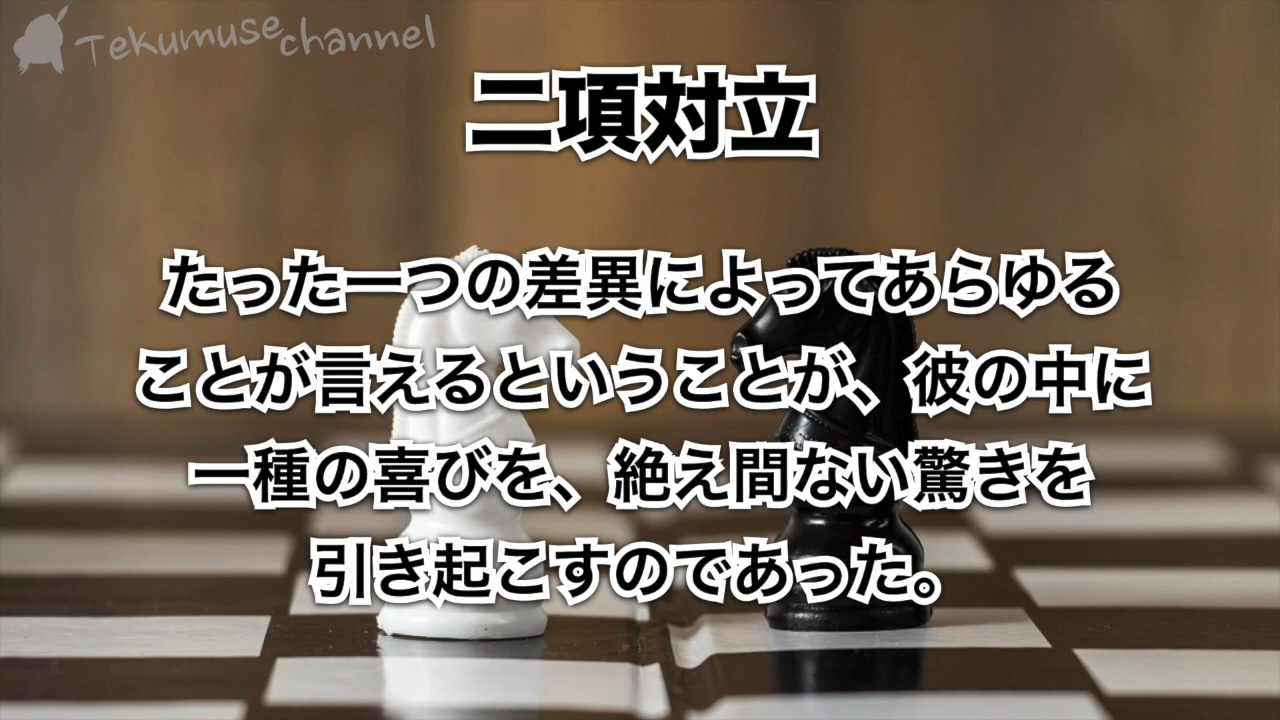 Tekumuse channel
二項対立
たった一つの差異によってあらゆる
ことが言えるということが、彼の中に
一種の喜びを、絶え間ない驚きを
引き起こすのであった。